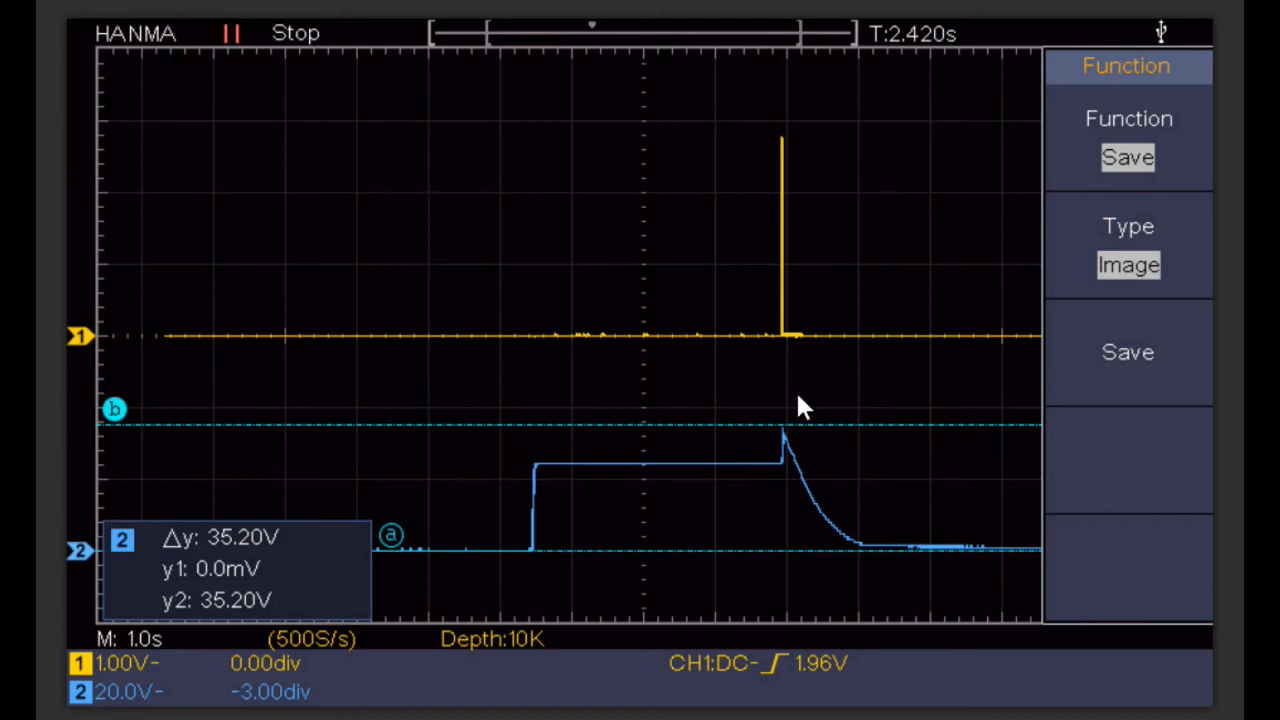 HANMA Stop T:2.420s
Function
Function
Save
Type
Image
Save
1
b
a
2
2 Δy: 35.20V
y1: 0.0mV
y2: 35.20V
M: 1.0s (500S/s) Depth:10K
1 1.00V- 0.00div CH1:DC- 1.96V
2 20.0V- -3.00div